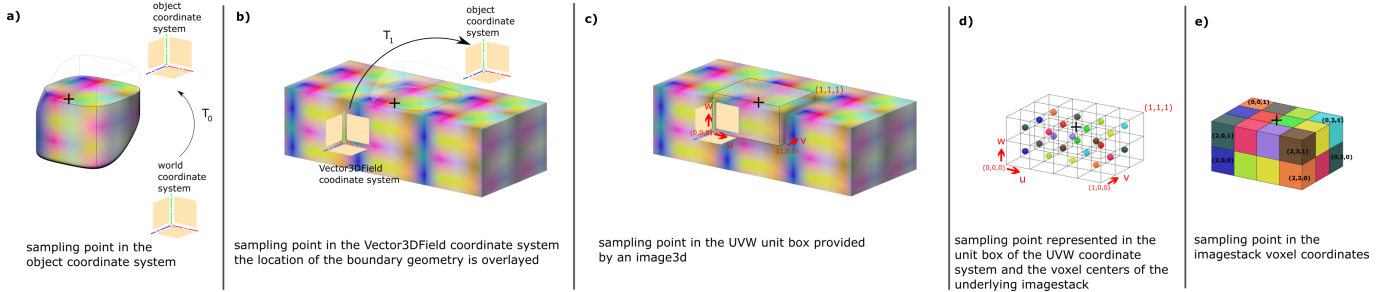 a)
object
coordinate
system
T0
world
coordinate
system
sampling point in the
object coordinate system
b)
T1
object
coordinate
system
Vector3DField
coodinate system
sampling point in the Vector3DField coordinate system
the location of the boundary geometry is overlayed
c)
(1,1,1)
w
(0,0,0)
u
v
(1,0,0)
sampling point in the UVW unit box provided
by an image3d
d)
(1,1,1)
w
(0,0,0)
u
v
(1,0,0)
sampling point represented in the
unit box of the UVW coordinate
system and the voxel centers of the
underlying imagestack
e)
(0,0,1)
(0,3,1)
(2,0,1)
(2,3,1)
(0,3,0)
(2,0,0)
(2,3,0)
sampling point in the
imagestack voxel coordinates